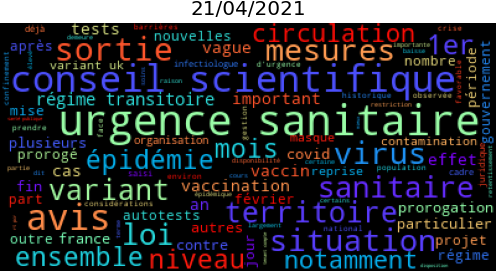 21/04/2021
déjà tests barrières nouvelles circulation crise
demeure après sortie vague mesures importante 1er
baisse
variant uk infectiologue d'urgence nombre période
conseil scientifique
confinement raison historique observée favorable gouvernement
régime transitoire important restriction
mise urgence sanitaire
prendre face gestion masque contamination
plusieurs organisation mois covid virus effet juridique
prorogé épidémie disponibilité certaine
cas saisi vaccin reprise population cadre
partie dit environ cours
fin variant vaccination sanitaire
part considérations épidémique an février certains prorogation
avis autotests territoire particulier
loi autres largement national
outre france contre jour situation projet
ensemble niveau notamment régime